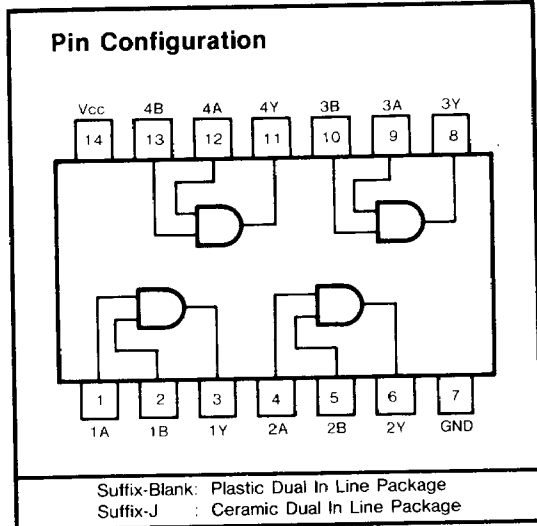 Pin Configuration
Vcc 4B 4A 4Y 3B 3A 3Y
14 13 12 11 10 9 8
1 2 3 4 5 6 7
1A 1B 1Y 2A 2B 2Y GND
Suffix-Blank: Plastic Dual In Line Package
Suffix-J : Ceramic Dual In Line Package